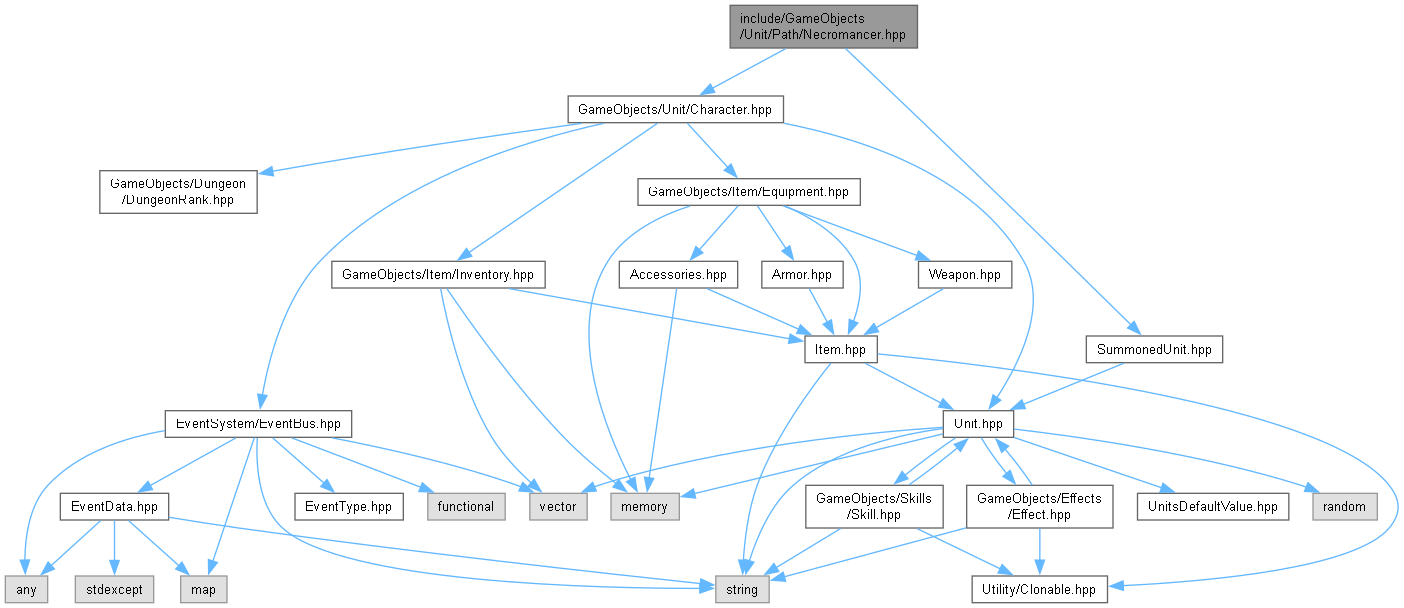 include/GameObjects
/Unit/Path/Necromancer.hpp
GameObjects/Unit/Character.hpp
GameObjects/Dungeon
/DungeonRank.hpp
GameObjects/Item/Equipment.hpp
GameObjects/Item/Inventory.hpp
Accessories.hpp
Armor.hpp
Weapon.hpp
Item.hpp
SummonedUnit.hpp
EventSystem/EventBus.hpp
Unit.hpp
EventData.hpp
EventType.hpp
functional
vector
memory
GameObjects/Skills
/Skill.hpp
GameObjects/Effects
/Effect.hpp
UnitsDefaultValue.hpp
random
any
stdexcept
map
string
Utility/Clonable.hpp